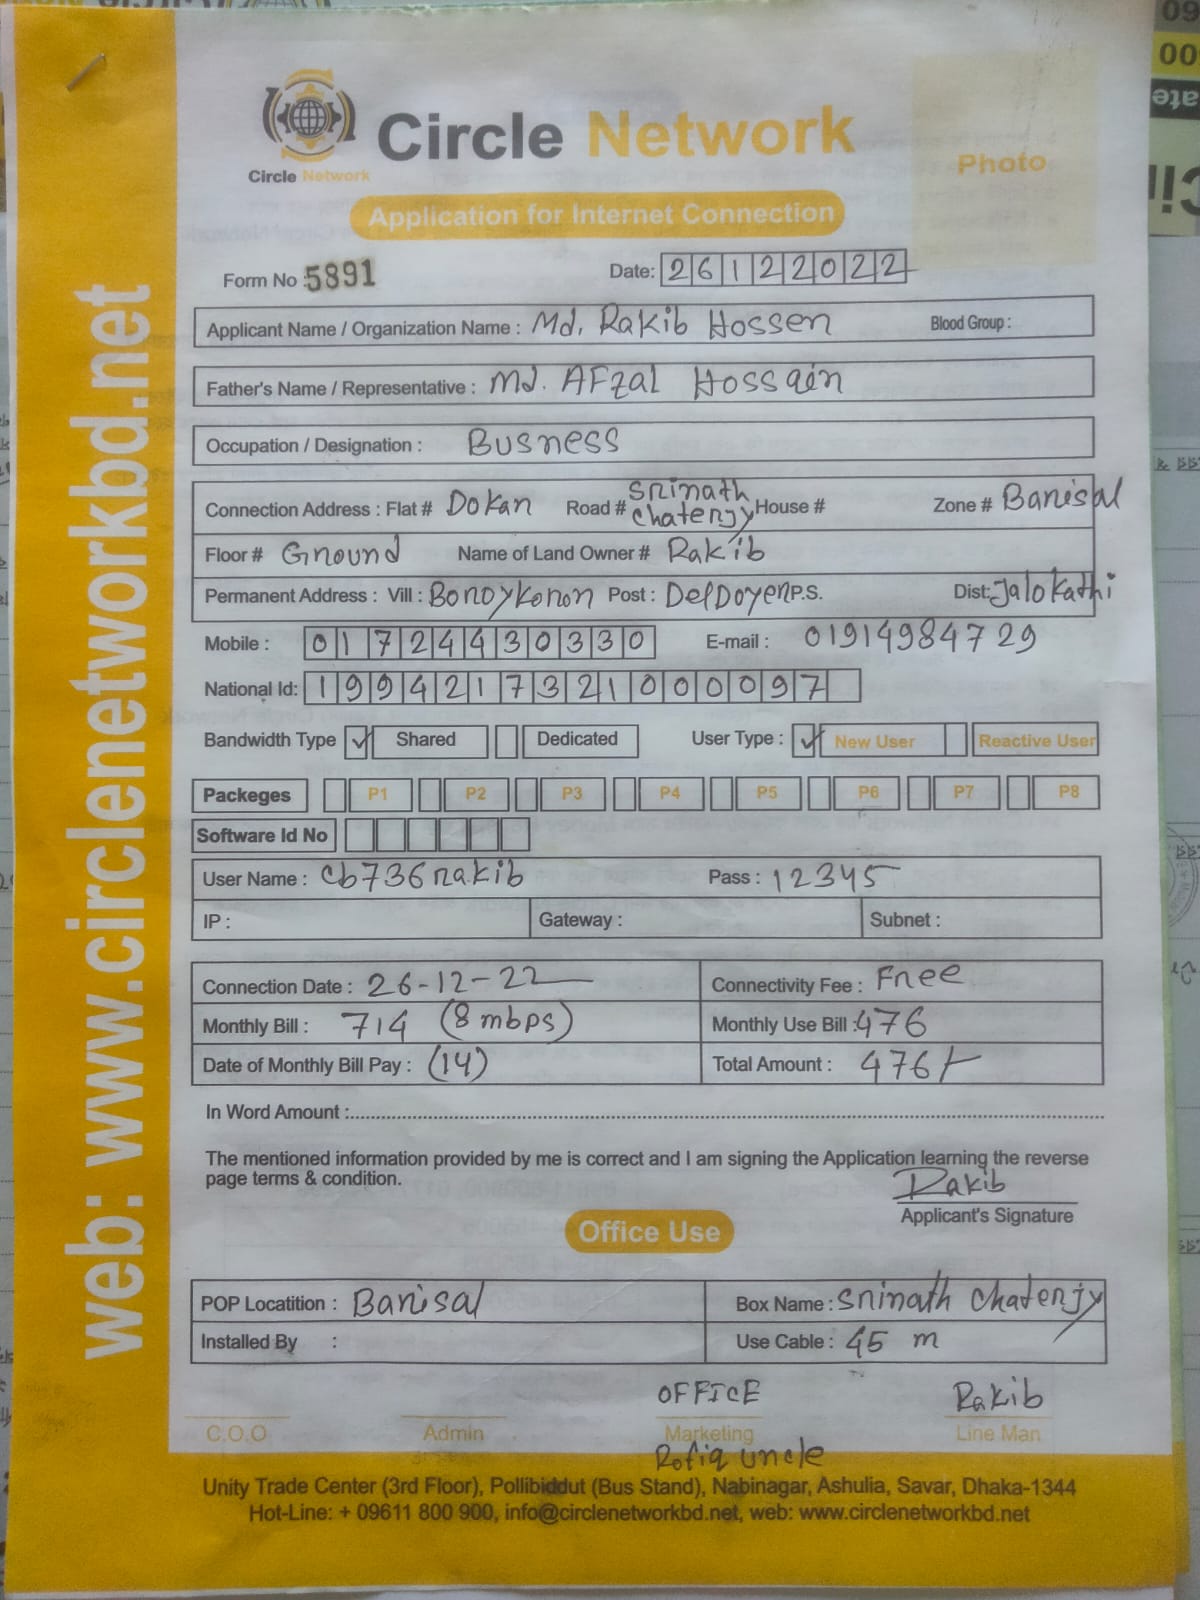 Circle Network
Circle Network
Photo
Application for Internet Connection
Form No :5891 Date: 26122022
Applicant Name / Organization Name : Md. Rakib Hossen Blood Group :
Father's Name / Representative : Md. AFzal Hossain
Occupation / Designation : Busness
Connection Address : Flat # Dokan Road # Srinath Chaterjy House # Zone # Barisal
Floor # Ground Name of Land Owner # Rakib
Permanent Address : Vill : Bonoykoron Post : DelDoyer P.S. Dist: Jalokathi
Mobile : 01724430330 E-mail : 01914984729
National Id: 19942173210000097
Bandwidth Type ✓ Shared Dedicated User Type : ✓ New User Reactive User
Packeges P1 P2 P3 P4 P5 P6 P7 P8
Software Id No
User Name : cb736rakib Pass : 12345
IP : Gateway : Subnet :
Connection Date : 26-12-22 Connectivity Fee : Free
Monthly Bill : 714 (8 mbps) Monthly Use Bill :476
Date of Monthly Bill Pay : (14) Total Amount : 476/-
In Word Amount :
The mentioned information provided by me is correct and I am signing the Application learning the reverse
page terms & condition.
Rakib
Applicant's Signature
Office Use
POP Locatition : Barisal Box Name : Srinath Chaterjy
Installed By : Use Cable : 45 m
OFFICE Rakib
C.O.O Admin Marketing Line Man
Rofiq uncle
Unity Trade Center (3rd Floor), Pollibiddut (Bus Stand), Nabinagar, Ashulia, Savar, Dhaka-1344
Hot-Line: + 09611 800 900, info@circlenetworkbd.net, web: www.circlenetworkbd.net
web: www.circlenetworkbd.net